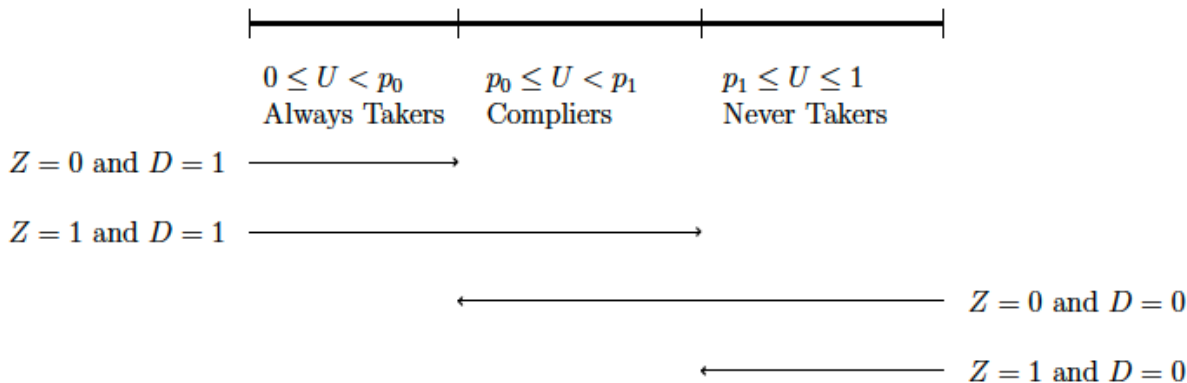 0 ≤ U < p₀ p₀ ≤ U < p₁ p₁ ≤ U ≤ 1
Always Takers Compliers Never Takers
Z = 0 and D = 1
Z = 1 and D = 1
Z = 0 and D = 0
Z = 1 and D = 0